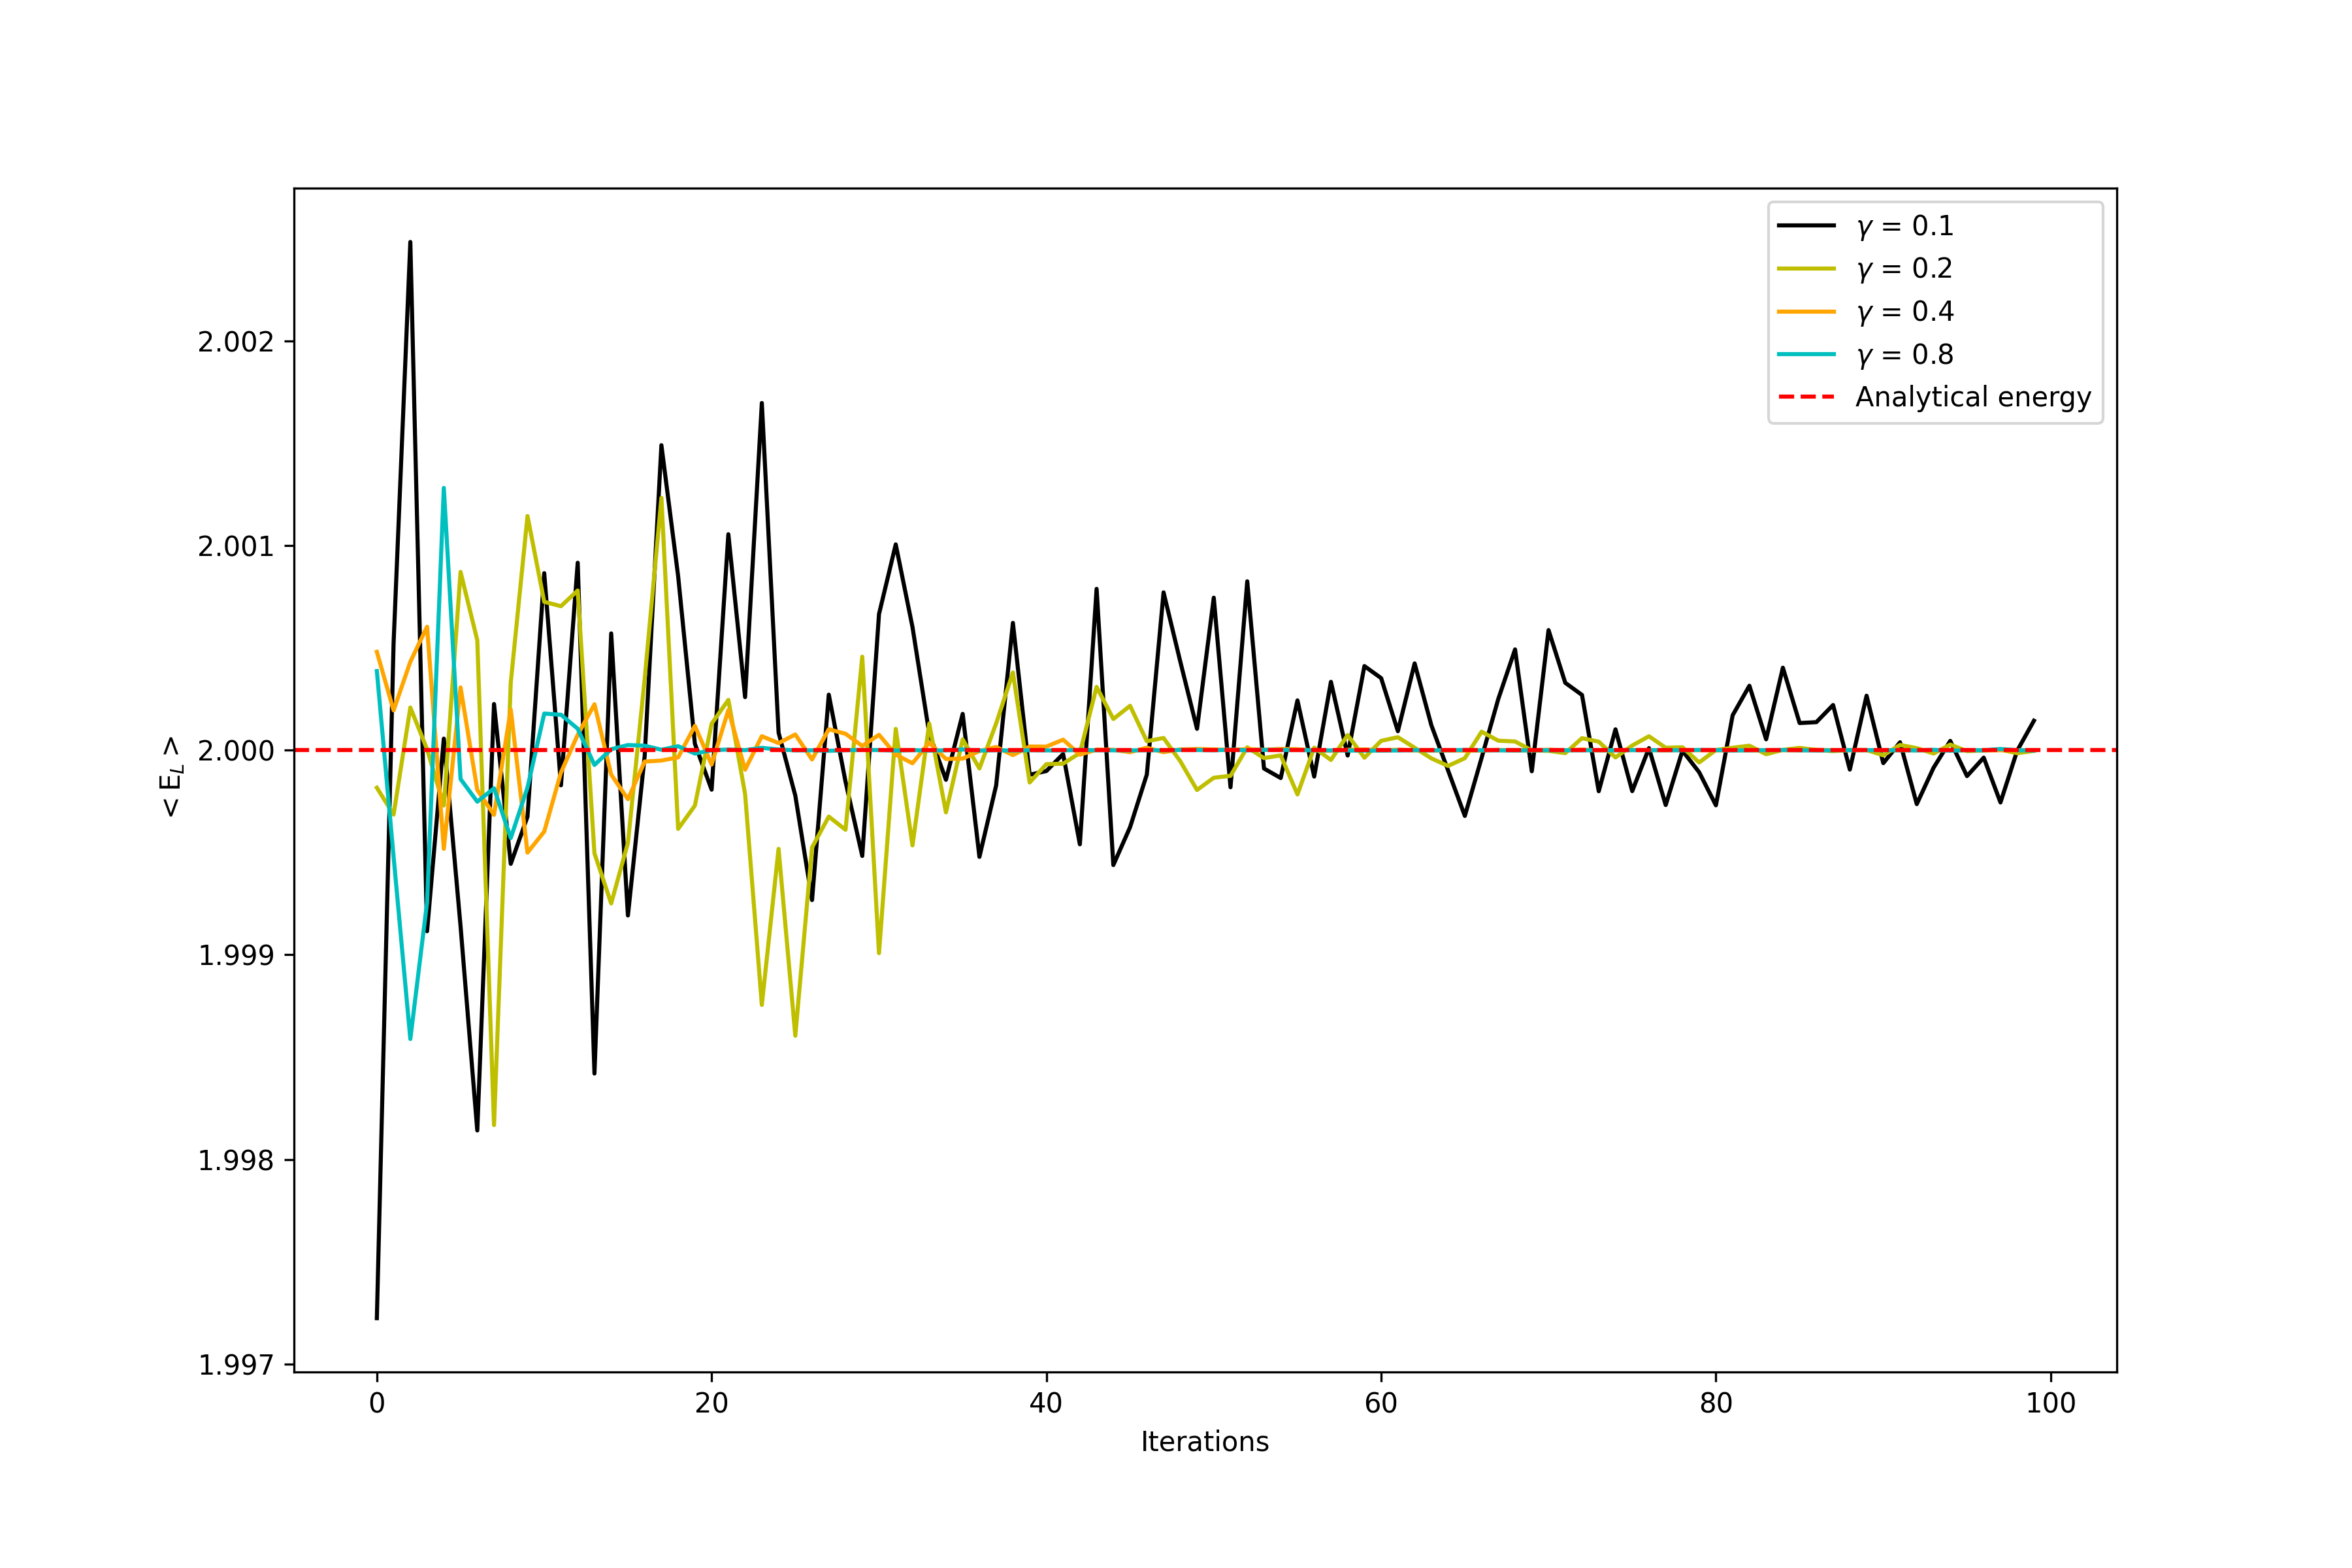 γ = 0.1
γ = 0.2
γ = 0.4
γ = 0.8
Analytical energy
2.002
2.001
2.000
1.999
1.998
1.997
< E_L >
0 20 40 60 80 100
Iterations